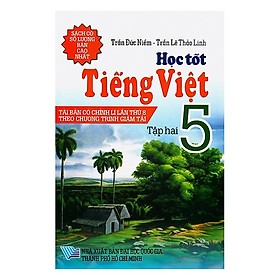 SÁCH CÓ
SỐ LƯỢNG
BẢN
CAO NHẤT
Trần Đức Niềm - Trần Lê Thảo Linh
Học tốt
Tiếng Việt
5
TÁI BẢN CÓ CHỈNH LÍ LẦN THỨ 8
THEO CHƯƠNG TRÌNH GIẢM TẢI
Tập hai
NHÀ XUẤT BẢN ĐẠI HỌC QUỐC GIA
THÀNH PHỐ HỒ CHÍ MINH